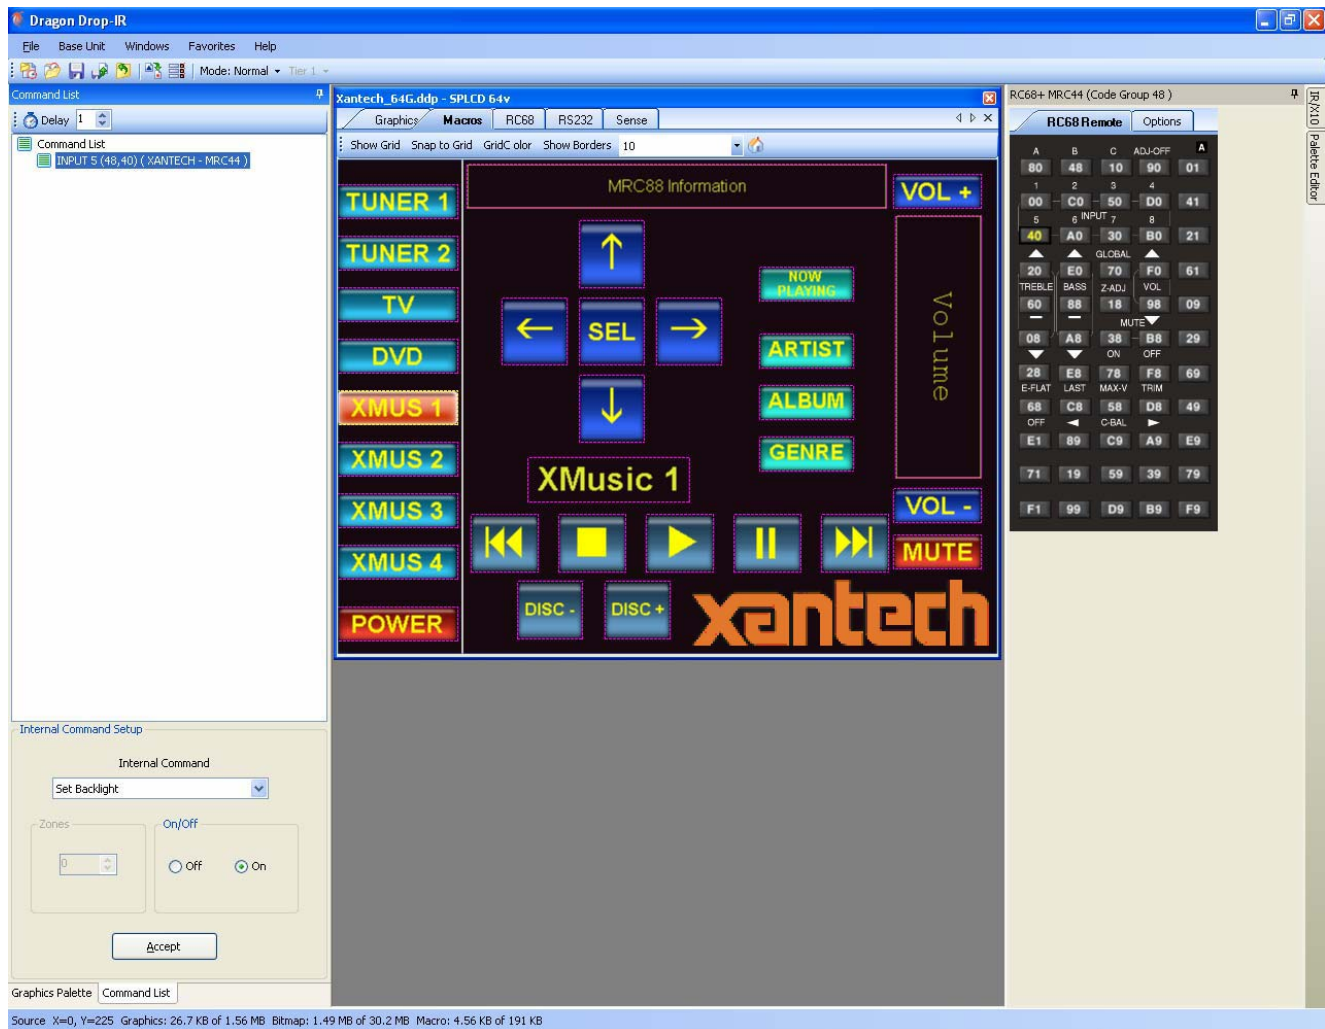 Dragon Drop-IR
File Base Unit Windows Favorites Help
Mode: Normal Tier 1
Command List
Delay 1
Command List
INPUT 5 (48,40) ( XANTECH - MRC44 )
Internal Command Setup
Internal Command
Set Backlight
Zones
0
On/Off
Off On
Accept
Graphics Palette Command List
Source X=0, Y=225 Graphics: 26.7 KB of 1.56 MB Bitmap: 1.49 MB of 30.2 MB Macro: 4.56 KB of 191 KB
Xantech_64G.ddp - SPLCD 64v
Graphics Macros RC68 RS232 Sense
Show Grid Snap to Grid GridColor Show Borders 10
TUNER 1
TUNER 2
TV
DVD
XMUS 1
XMUS 2
XMUS 3
XMUS 4
POWER
MRC88 Information
SEL
NOW
PLAYING
ARTIST
ALBUM
GENRE
XMusic 1
DISC - DISC +
xantech
VOL +
Volume
VOL -
MUTE
RC68+ MRC44 (Code Group 48 )
RC68 Remote Options
A B C ADJ-OFF A
80 48 10 90 01
1 2 3 4
00 C0 50 D0 41
5 6 INPUT 7 8
40 A0 30 B0 21
GLOBAL
20 E0 70 F0 61
TREBLE BASS Z-ADJ VOL
60 88 18 98 09
MUTE
08 A8 38 B8 29
ON OFF
28 E8 78 F8 69
E-FLAT LAST MAX-V TRIM
68 C8 58 D8 49
OFF C-BAL
E1 89 C9 A9 E9
71 19 59 39 79
F1 99 D9 B9 F9
IR/X10
Palette Editor